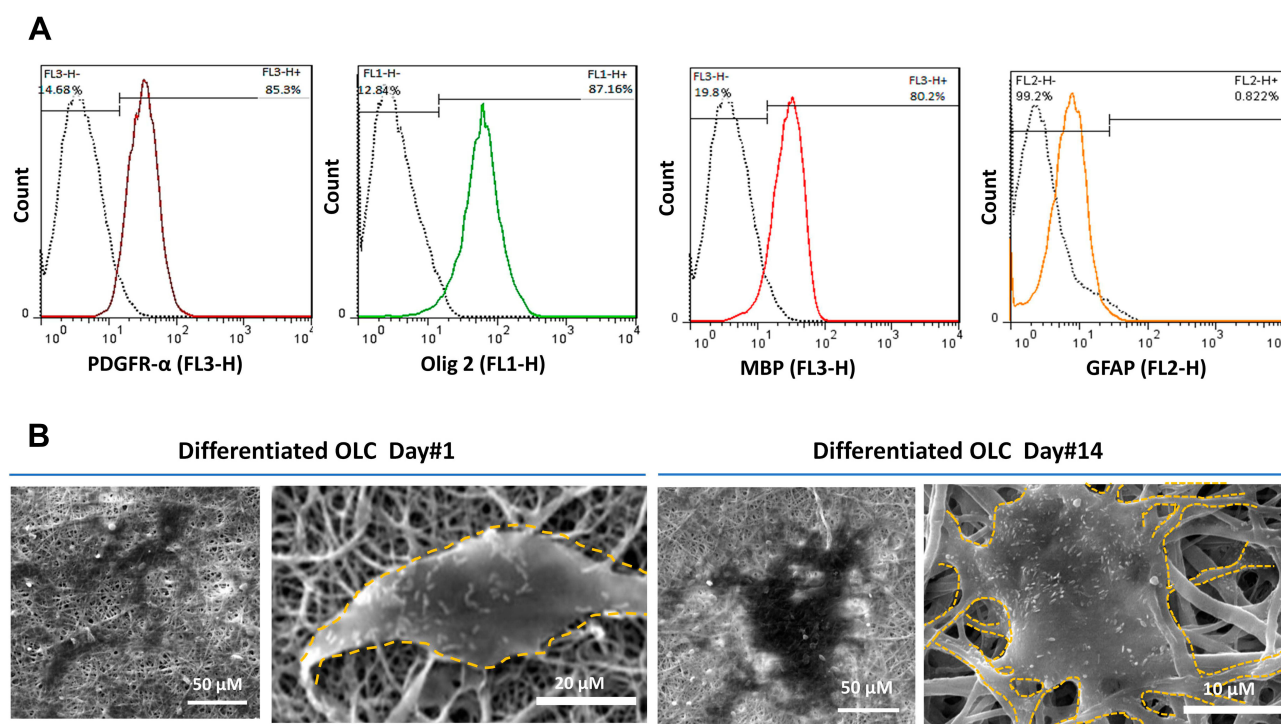 A
FL3-H-
14.68%
FL3-H+
85.3%
Count
0
10^0 10^1 10^2 10^3 10^4
PDGFR-α (FL3-H)
FL1-H-
12.84%
FL1-H+
87.16%
Count
0
10^0 10^1 10^2 10^3 10^4
Olig 2 (FL1-H)
FL3-H-
19.8%
FL3-H+
80.2%
Count
0
10^0 10^1 10^2 10^3 10^4
MBP (FL3-H)
FL2-H-
99.2%
FL2-H+
0.822%
Count
0
10^0 10^1 10^2 10^3 10
GFAP (FL2-H)
B
Differentiated OLC Day#1
Differentiated OLC Day#14
50 μM
20 μM
50 μM
10 μM